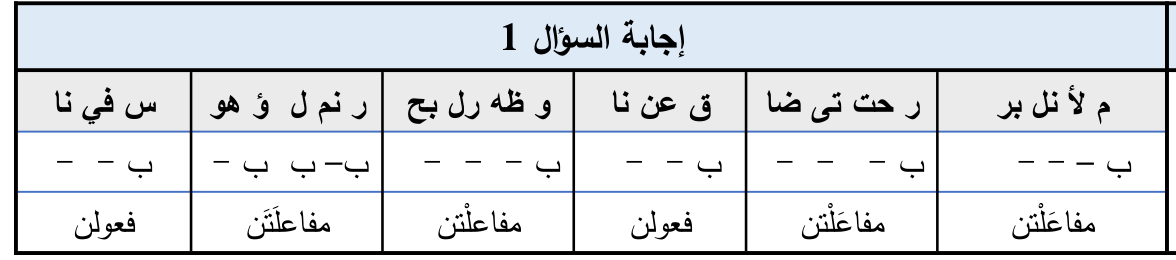 إجابة السؤال 1
م لأ نل بر | ر حت تى ضا | ق عن نا | و ظه رل بح | ر نم ل ؤ هو | س في نا
ب – – – | ب – – – | ب – – | ب – – – | ب– ب ب – | ب – –
مفاعَلْتن | مفاعَلْتن | فعولن | مفاعلْتن | مفاعلَتَن | فعولن